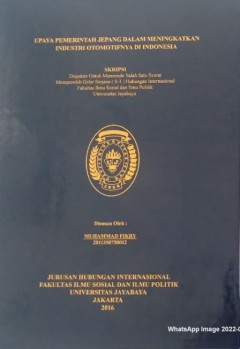 UPAYA PEMERINTAH JEPANG DALAM MENINGKATKAN
INDUSTRI OTOMOTIFNYA DI INDONESIA
SKRIPSI
Diajukan Untuk Memenuhi Salah Satu Syarat
Memperoleh Gelar Sarjana ( S-1 ) Hubungan Internasional
Fakultas Ilmu Sosial dan Ilmu Politik
Universitas Jayabaya
Disusun Oleh :
MUHAMMAD FIKRY
JURUSAN HUBUNGAN INTERNASIONAL
FAKULTAS ILMU SOSIAL DAN ILMU POLITIK
UNIVERSITAS JAYABAYA
JAKARTA
2016
WhatsApp Image 2022-0